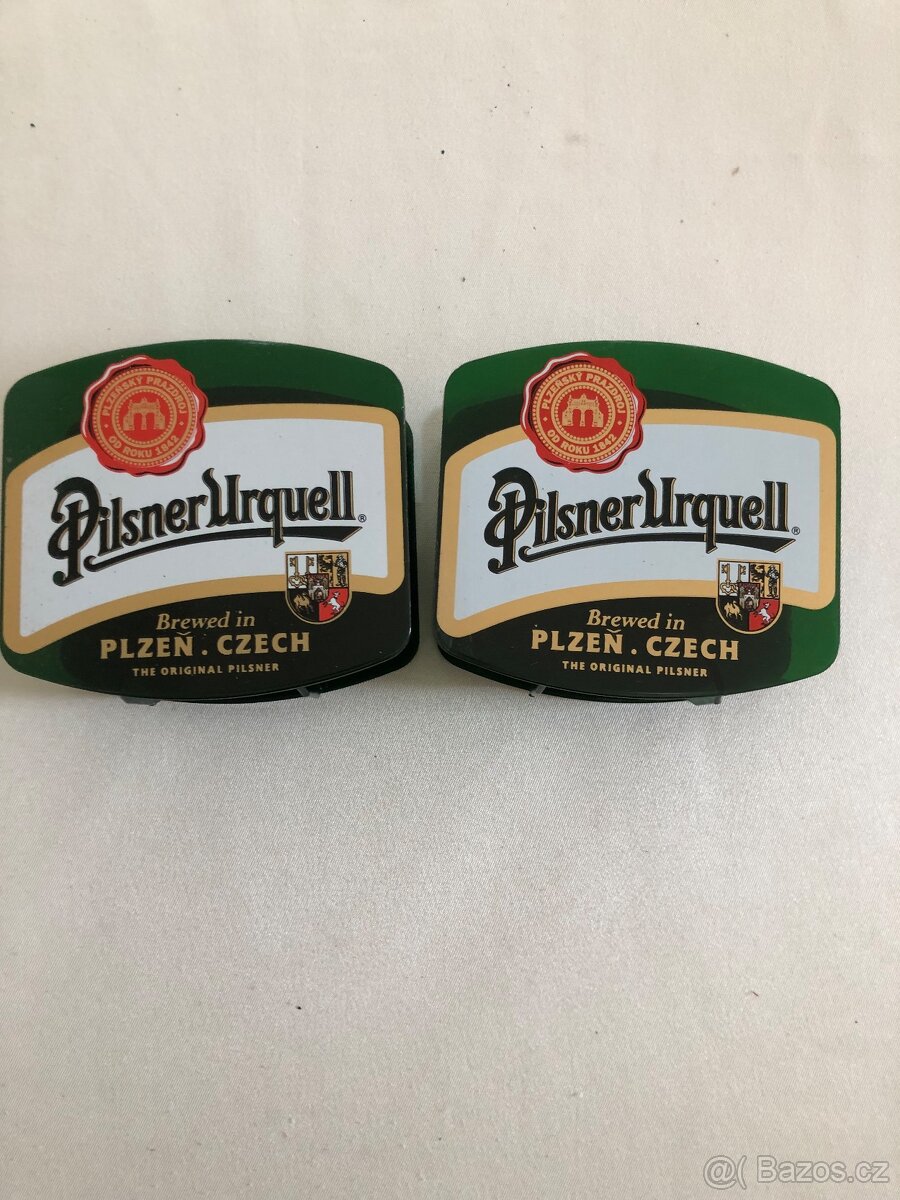 PLZEŇSKÝ PRAZDROJ
OD ROKU 1842
Pilsner Urquell®
Brewed in
PLZEŇ . CZECH
THE ORIGINAL PILSNER
PLZEŇSKÝ PRAZDROJ
OD ROKU 1842
Pilsner Urquell®
Brewed in
PLZEŇ . CZECH
THE ORIGINAL PILSNER
@( Bazos.cz